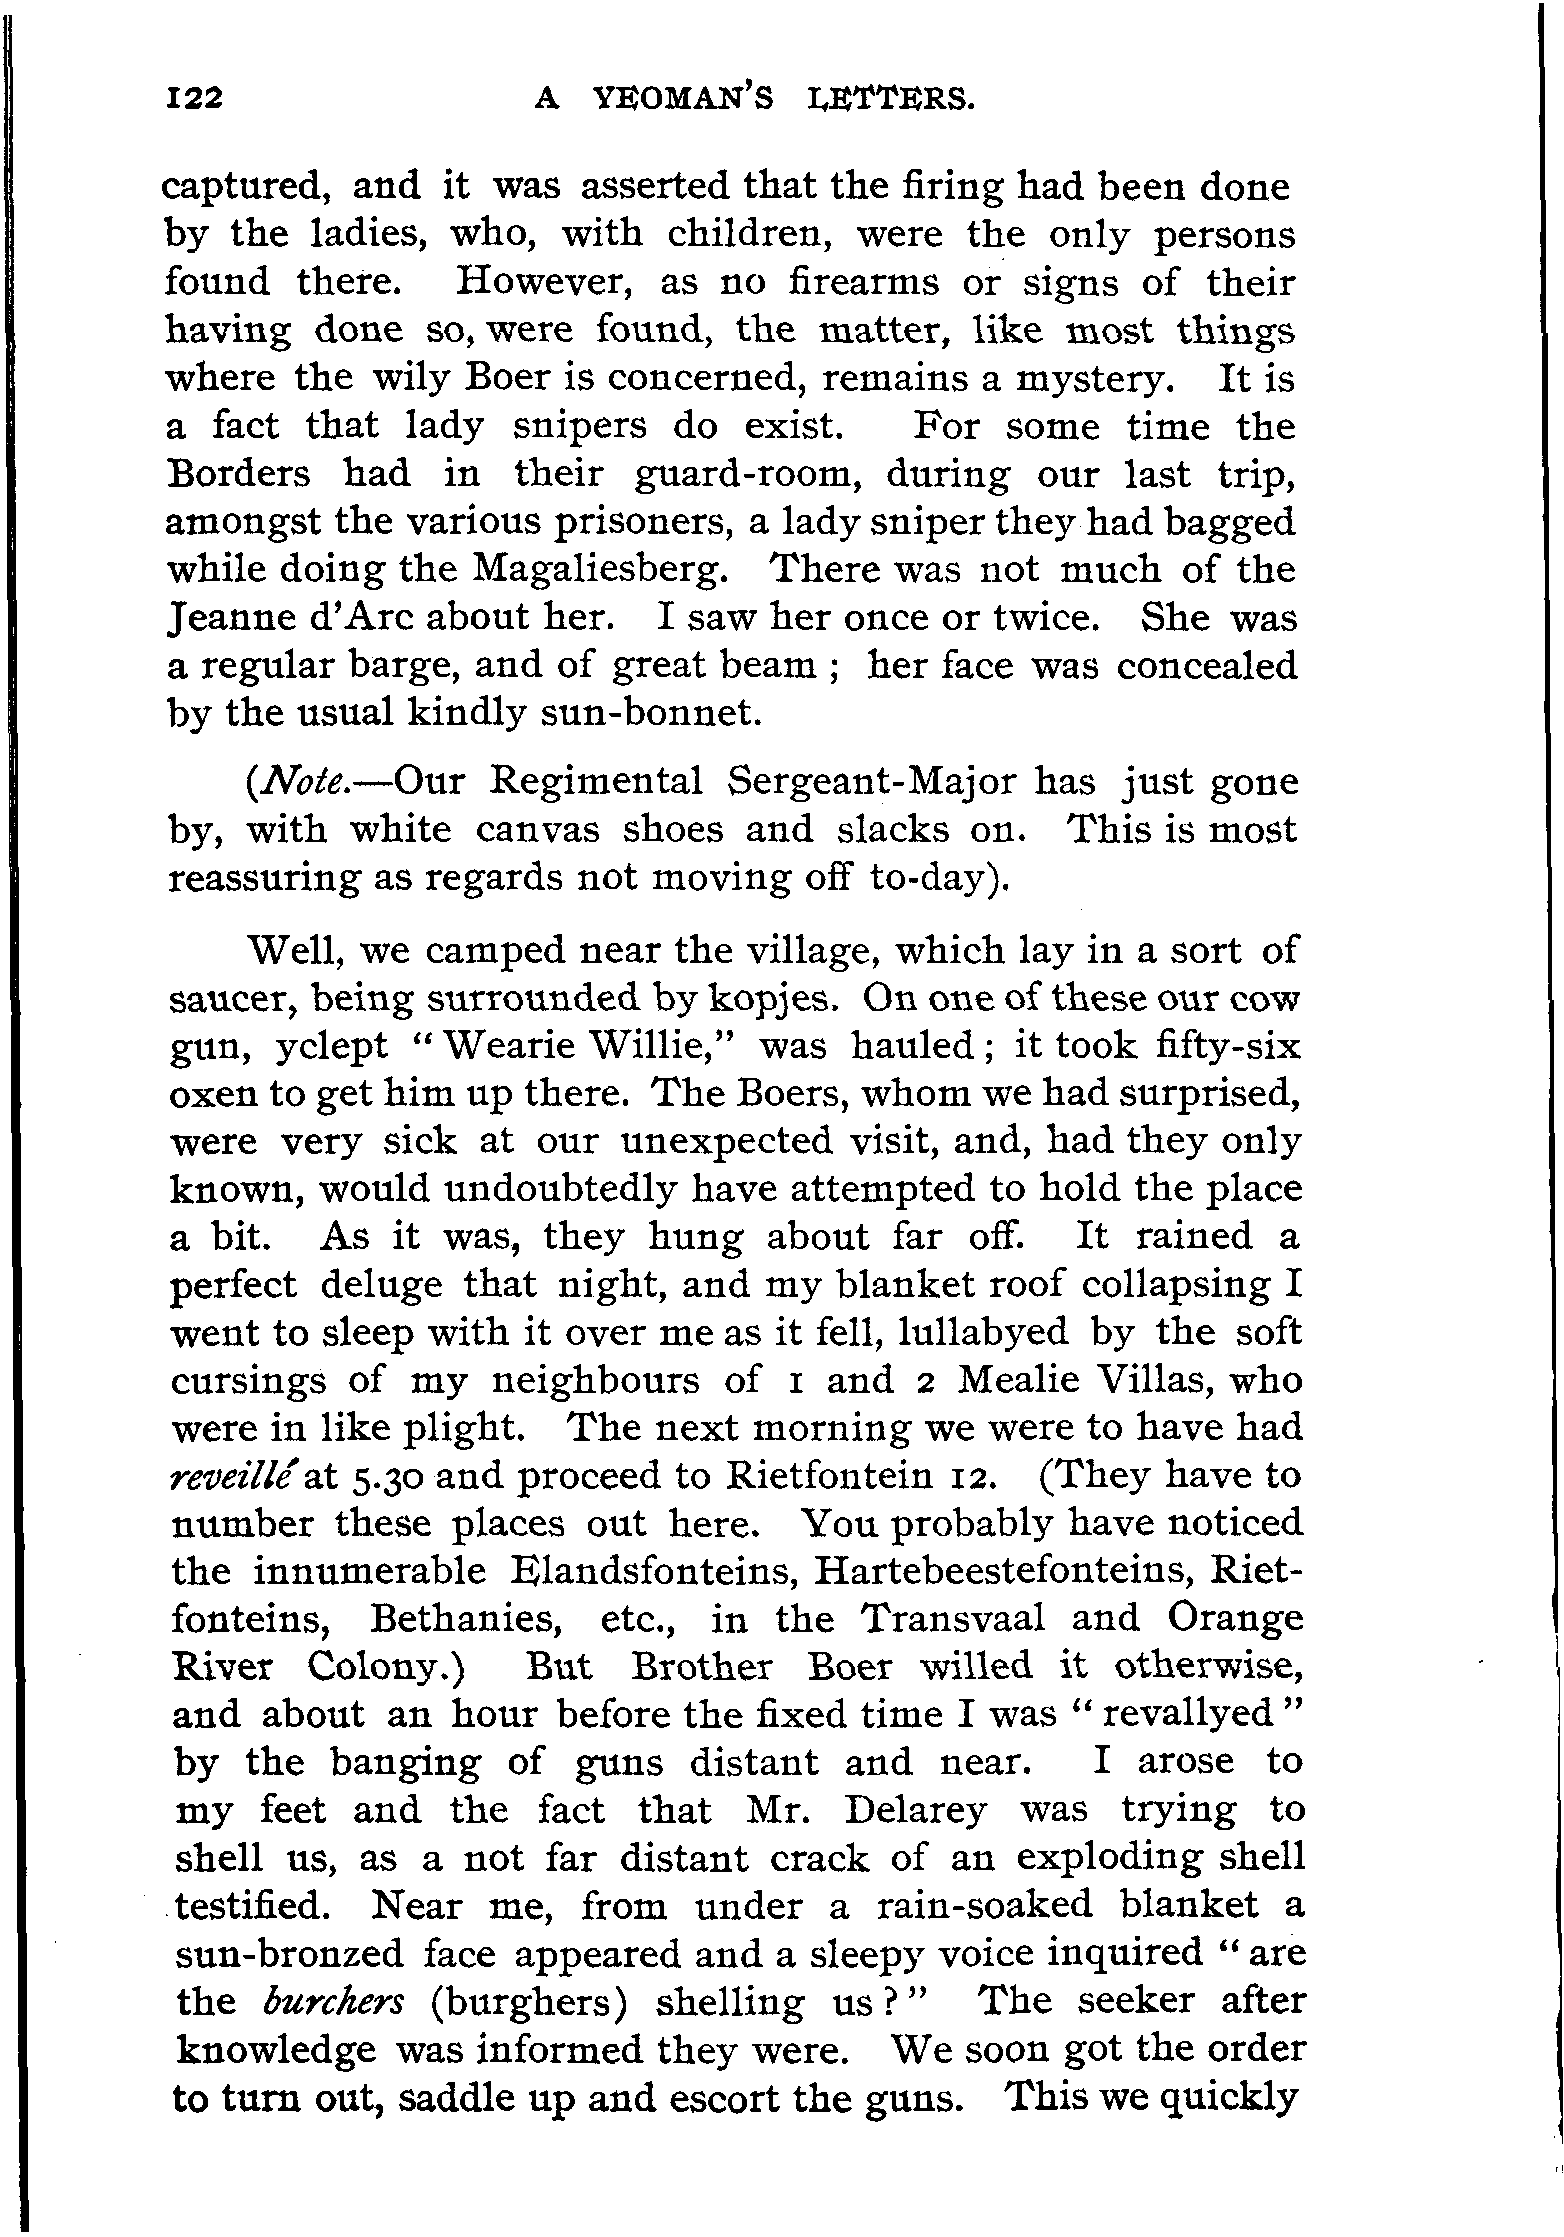 122 A YEOMAN'S LETTERS.
captured, and it was asserted that the firing had been done
by the ladies, who, with children, were the only persons
found there. However, as no firearms or signs of their
having done so, were found, the matter, like most things
where the wily Boer is concerned, remains a mystery. It is
a fact that lady snipers do exist. For some time the
Borders had in their guard-room, during our last trip,
amongst the various prisoners, a lady sniper they had bagged
while doing the Magaliesberg. There was not much of the
Jeanne d'Arc about her. I saw her once or twice. She was
a regular barge, and of great beam ; her face was concealed
by the usual kindly sun-bonnet.
(Note.—Our Regimental Sergeant-Major has just gone
by, with white canvas shoes and slacks on. This is most
reassuring as regards not moving off to-day).
Well, we camped near the village, which lay in a sort of
saucer, being surrounded by kopjes. On one of these our cow
gun, yclept " Wearie Willie," was hauled ; it took fifty-six
oxen to get him up there. The Boers, whom we had surprised,
were very sick at our unexpected visit, and, had they only
known, would undoubtedly have attempted to hold the place
a bit. As it was, they hung about far off. It rained a
perfect deluge that night, and my blanket roof collapsing I
went to sleep with it over me as it fell, lullabyed by the soft
cursings of my neighbours of 1 and 2 Mealie Villas, who
were in like plight. The next morning we were to have had
reveillé at 5.30 and proceed to Rietfontein 12. (They have to
number these places out here. You probably have noticed
the innumerable Elandsfonteins, Hartebeestefonteins, Riet-
fonteins, Bethanies, etc., in the Transvaal and Orange
River Colony.) But Brother Boer willed it otherwise,
and about an hour before the fixed time I was " revallyed "
by the banging of guns distant and near. I arose to
my feet and the fact that Mr. Delarey was trying to
shell us, as a not far distant crack of an exploding shell
testified. Near me, from under a rain-soaked blanket a
sun-bronzed face appeared and a sleepy voice inquired " are
the burchers (burghers) shelling us ? " The seeker after
knowledge was informed they were. We soon got the order
to turn out, saddle up and escort the guns. This we quickly